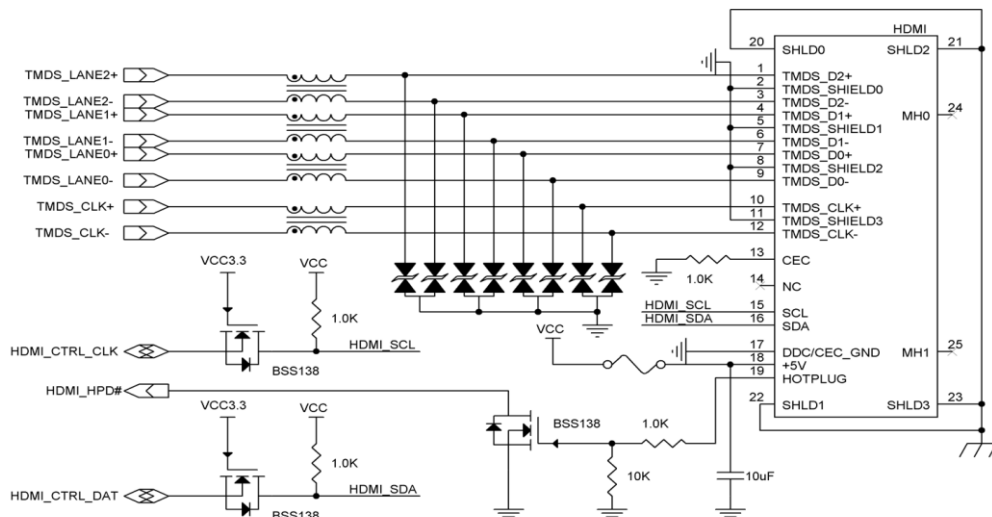 HDMI
20 SHLD0 SHLD2 21
TMDS_LANE2+ 1 TMDS_D2+
2 TMDS_SHIELD0
TMDS_LANE2- 3 TMDS_D2-
TMDS_LANE1+ 4 TMDS_D1+ MH0 24
5 TMDS_SHIELD1
TMDS_LANE1- 6 TMDS_D1-
TMDS_LANE0+ 7 TMDS_D0+
8 TMDS_SHIELD2
TMDS_LANE0- 9 TMDS_D0-
TMDS_CLK+ 10 TMDS_CLK+
11 TMDS_SHIELD3
TMDS_CLK- 12 TMDS_CLK-
13 CEC
1.0K
14 NC
VCC3.3 VCC
1.0K
HDMI_SCL 15 SCL
HDMI_SDA 16 SDA
VCC
HDMI_CTRL_CLK HDMI_SCL
BSS138
17 DDC/CEC_GND MH1 25
18 +5V
19 HOTPLUG
HDMI_HPD#
22 SHLD1 SHLD3 23
VCC3.3 VCC
BSS138 1.0K
1.0K
10K 10uF
HDMI_CTRL_DAT HDMI_SDA
BSS138